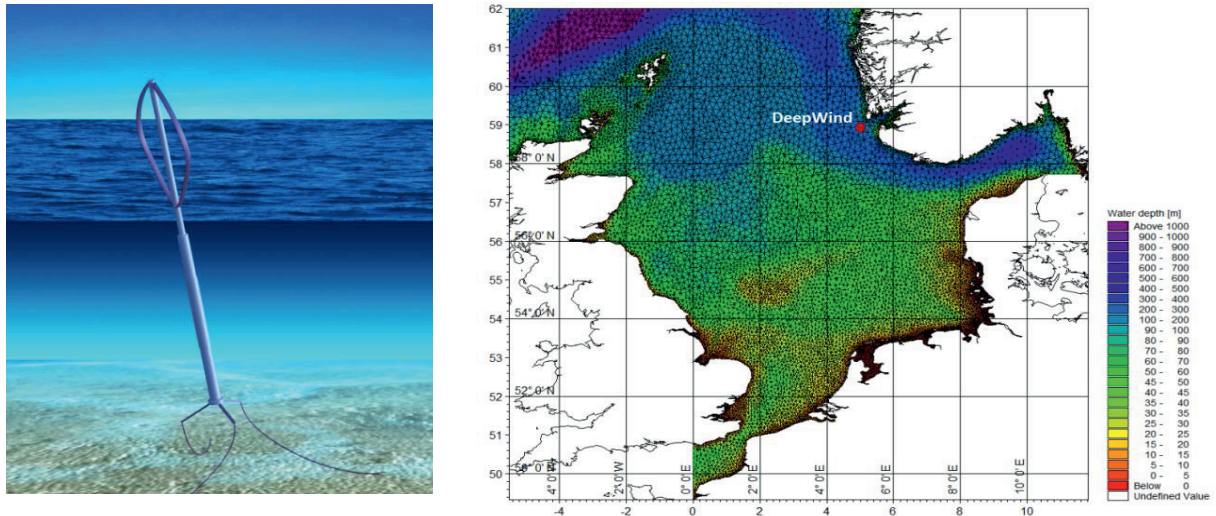 62
61
60
59
DeepWind
58
58° 0' N
57
56
56° 0' N
55
54
54° 0' N
53
52
52° 0' N
51
50
50° 0' N
4° 0' W
2° 0' W
0° 0' E
2° 0' E
4° 0' E
6° 0' E
8° 0' E
10° 0' E
-4 -2 0 2 4 6 8 10
Water depth [m]
Above 1000
900 - 1000
800 - 900
700 - 800
600 - 700
500 - 600
400 - 500
300 - 400
200 - 300
100 - 200
90 - 100
80 - 90
70 - 80
60 - 70
50 - 60
45 - 50
40 - 45
35 - 40
30 - 35
25 - 30
20 - 25
15 - 20
10 - 15
5 - 10
0 - 5
Below 0
Undefined Value